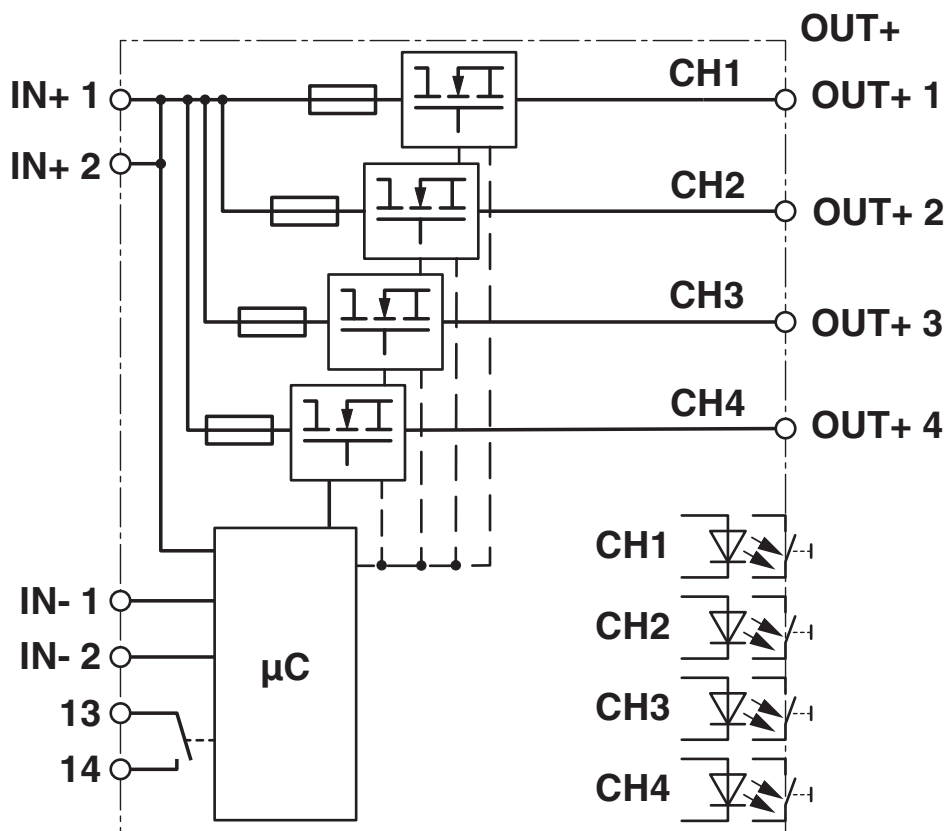 OUT+
IN+ 1
CH1
OUT+ 1
IN+ 2
CH2
OUT+ 2
CH3
OUT+ 3
CH4
OUT+ 4
CH1
IN- 1
CH2
IN- 2
µC
CH3
13
14
CH4